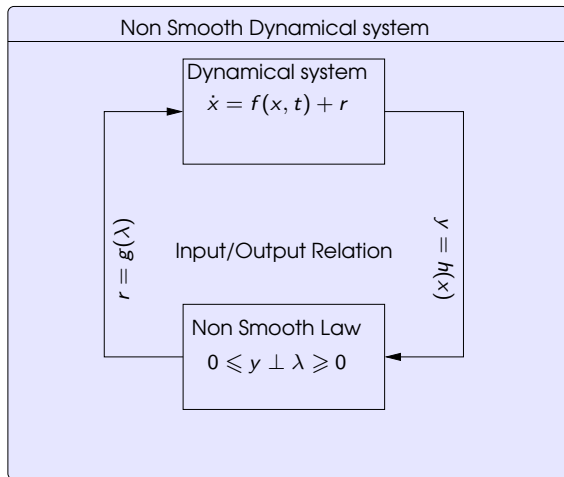 Non Smooth Dynamical system
Dynamical system
ẋ = f(x, t) + r
r = g(λ)
Input/Output Relation
y = h(x)
Non Smooth Law
0 ⩽ y ⊥ λ ⩾ 0